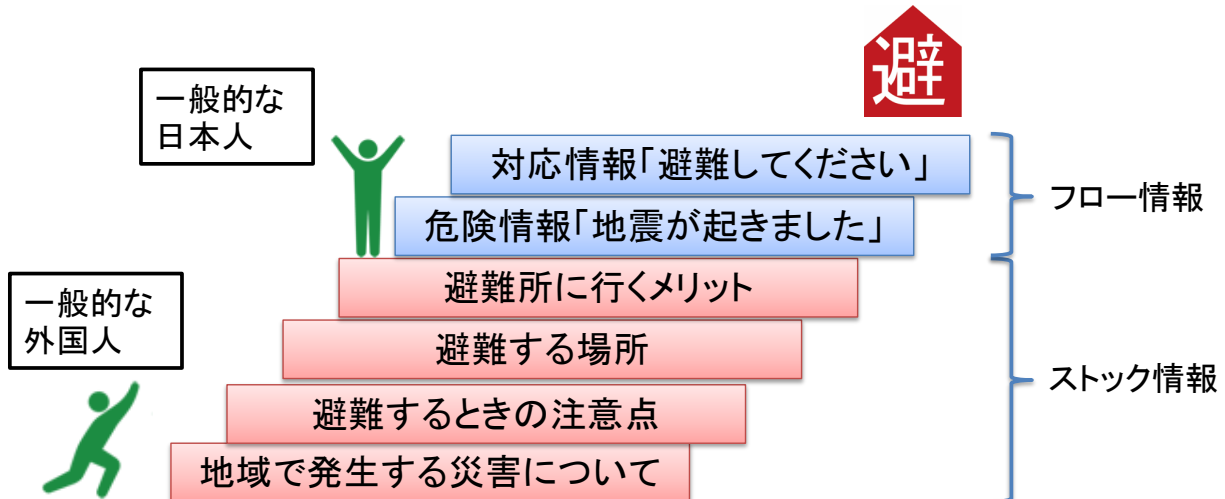 避
一般的な
日本人
対応情報「避難してください」
危険情報「地震が起きました」
フロー情報
避難所に行くメリット
一般的な
外国人
避難する場所
ストック情報
避難するときの注意点
地域で発生する災害について